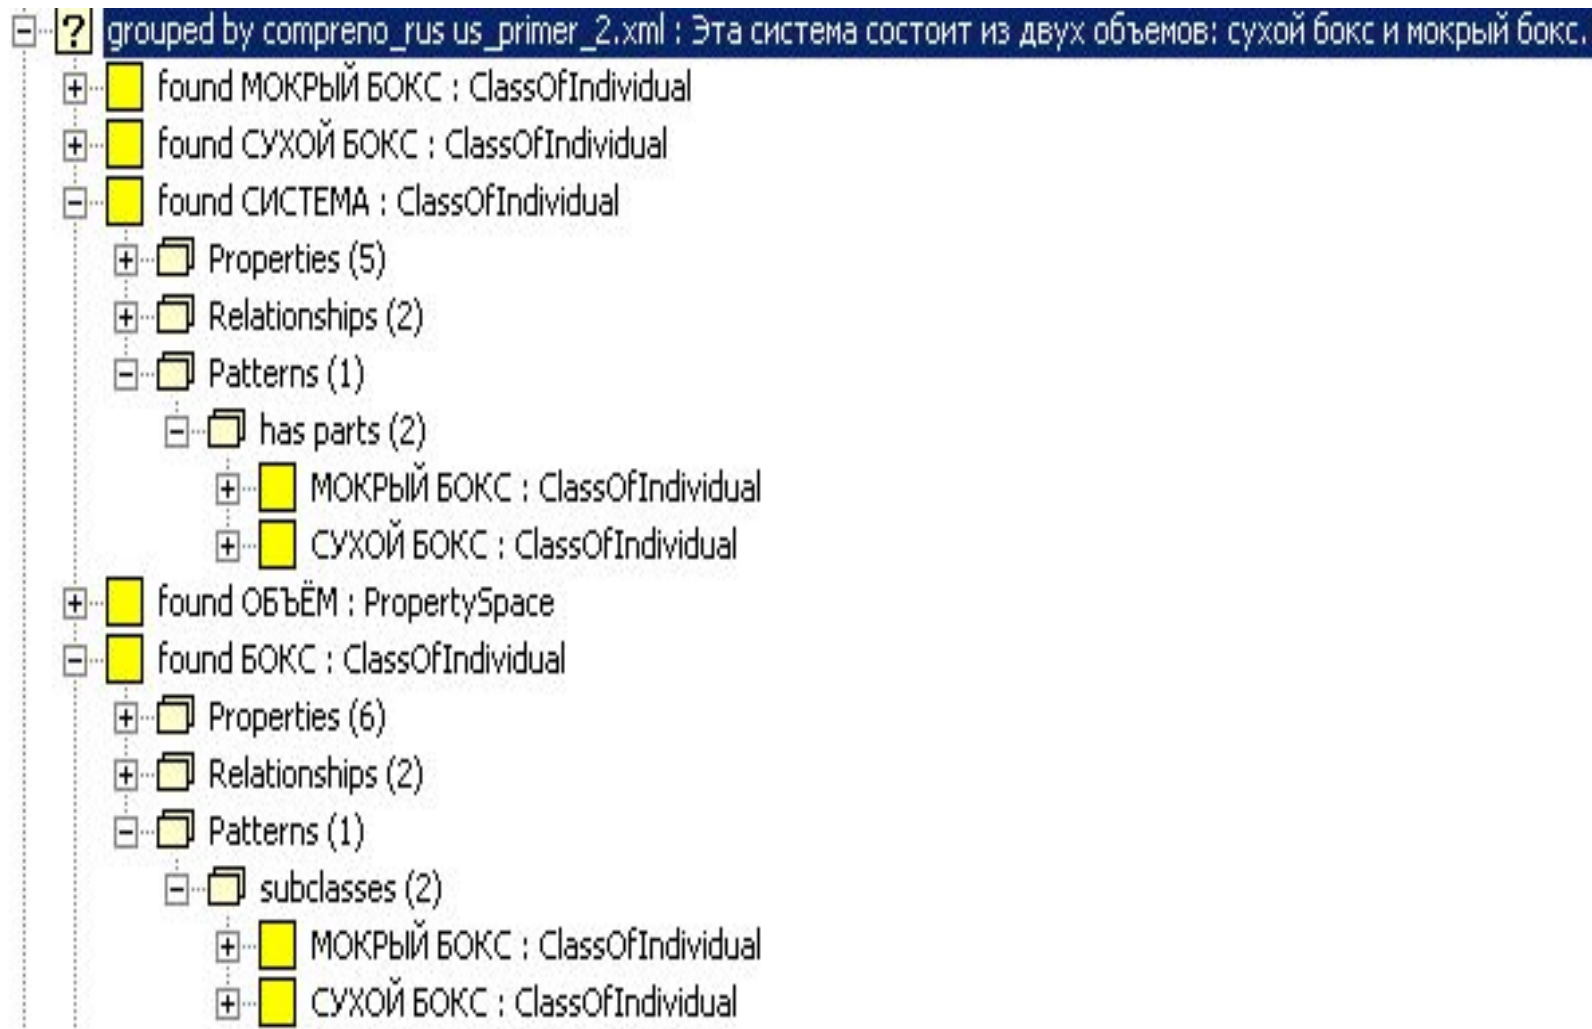 grouped by compreno_rus us_primer_2.xml : Эта система состоит из двух объемов: сухой бокс и мокрый бокс.
found МОКРЫЙ БОКС : ClassOfIndividual
found СУХОЙ БОКС : ClassOfIndividual
found СИСТЕМА : ClassOfIndividual
Properties (5)
Relationships (2)
Patterns (1)
has parts (2)
МОКРЫЙ БОКС : ClassOfIndividual
СУХОЙ БОКС : ClassOfIndividual
found ОБЪЁМ : PropertySpace
found БОКС : ClassOfIndividual
Properties (6)
Relationships (2)
Patterns (1)
subclasses (2)
МОКРЫЙ БОКС : ClassOfIndividual
СУХОЙ БОКС : ClassOfIndividual